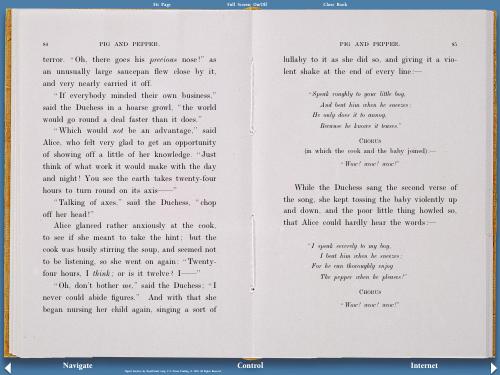 Go Page
Full Screen On/Off
Close Book
84
PIG AND PEPPER.
terror. "Oh, there goes his precious nose!" as
an unusually large saucepan flew close by it,
and very nearly carried it off.
"If everybody minded their own business,"
said the Duchess in a hoarse growl, "the world
would go round a deal faster than it does."
"Which would not be an advantage," said
Alice, who felt very glad to get an opportunity
of showing off a little of her knowledge. "Just
think of what work it would make with the day
and night! You see the earth takes twenty-four
hours to turn round on its axis——"
"Talking of axes," said the Duchess, "chop
off her head!"
Alice glanced rather anxiously at the cook,
to see if she meant to take the hint; but the
cook was busily stirring the soup, and seemed not
to be listening, so she went on again: "Twenty-
four hours, I think; or is it twelve? I——"
"Oh, don't bother me," said the Duchess; "I
never could abide figures." And with that she
began nursing her child again, singing a sort of
PIG AND PEPPER.
85
lullaby to it as she did so, and giving it a vio-
lent shake at the end of every line:—
"Speak roughly to your little boy,
And beat him when he sneezes:
He only does it to annoy,
Because he knows it teases."
CHORUS
(in which the cook and the baby joined):—
"Wow! wow! wow!"
While the Duchess sang the second verse of
the song, she kept tossing the baby violently up
and down, and the poor little thing howled so,
that Alice could hardly hear the words:—
"I speak severely to my boy,
I beat him when he sneezes;
For he can thoroughly enjoy
The pepper when he pleases!"
CHORUS
"Wow! wow! wow!"
Navigate
Control
Internet